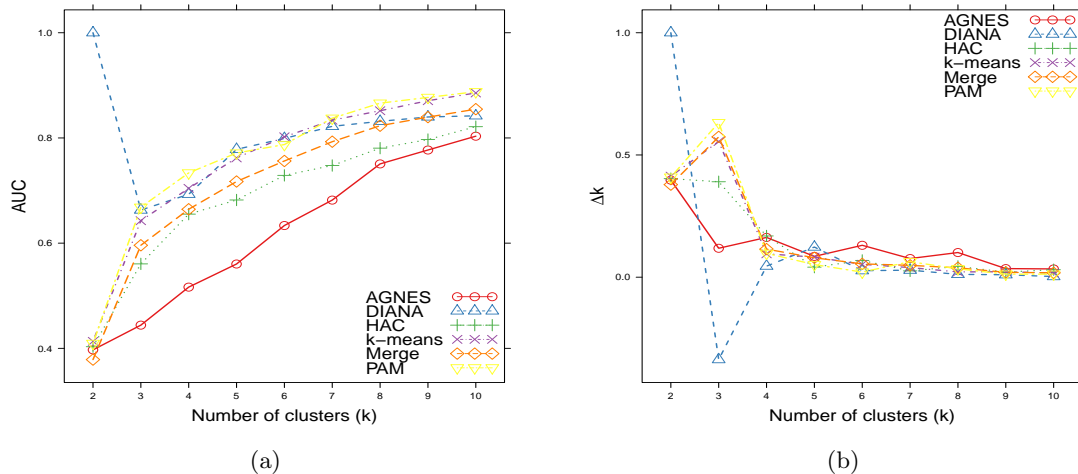 1.0
0.8
0.6
0.4
AUC
AGNES
DIANA
HAC
k−means
Merge
PAM
2 3 4 5 6 7 8 9 10
Number of clusters (k)
(a)
1.0
0.5
0.0
Δk
AGNES
DIANA
HAC
k−means
Merge
PAM
2 3 4 5 6 7 8 9 10
Number of clusters (k)
(b)